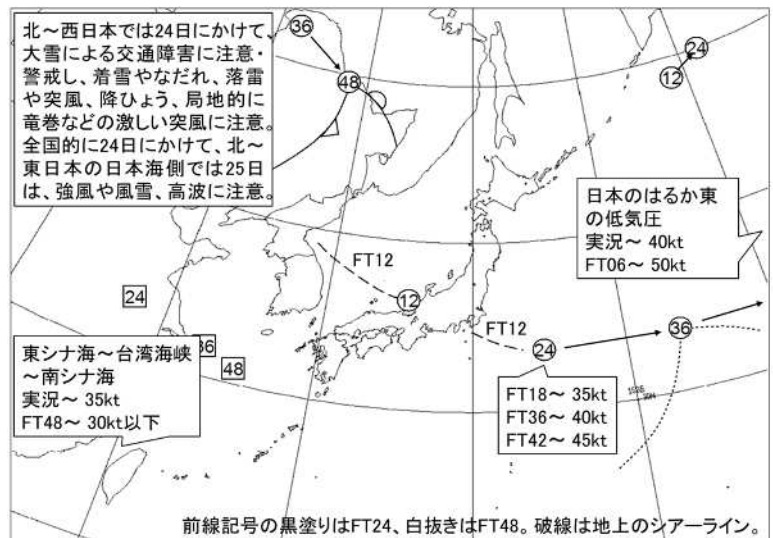 北～西日本では24日にかけて、
大雪による交通障害に注意・
警戒し、着雪やなだれ、落雷
や突風、降ひょう、局地的に
竜巻などの激しい突風に注意。
全国的に24日にかけて、北～
東日本の日本海側では25日
は、強風や風雪、高波に注意。
36
48
24
12
日本のはるか東
の低気圧
実況～ 40kt
FT06～ 50kt
FT12
24
12
36
FT12
24
36
48
東シナ海～台湾海峡
～南シナ海
実況～ 35kt
FT48～ 30kt以下
FT18～ 35kt
FT36～ 40kt
FT42～ 45kt
前線記号の黒塗りはFT24、白抜きはFT48。破線は地上のシアーライン。